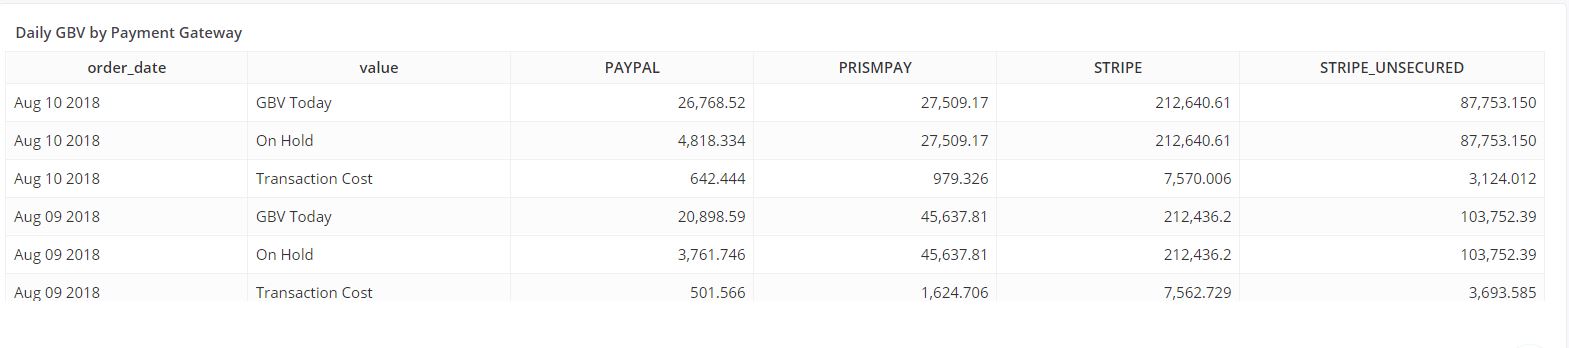 Daily GBV by Payment Gateway
order_date value PAYPAL PRISMPAY STRIPE STRIPE_UNSECURED
Aug 10 2018 GBV Today 26,768.52 27,509.17 212,640.61 87,753.150
Aug 10 2018 On Hold 4,818.334 27,509.17 212,640.61 87,753.150
Aug 10 2018 Transaction Cost 642.444 979.326 7,570.006 3,124.012
Aug 09 2018 GBV Today 20,898.59 45,637.81 212,436.2 103,752.39
Aug 09 2018 On Hold 3,761.746 45,637.81 212,436.2 103,752.39
Aug 09 2018 Transaction Cost 501.566 1,624.706 7,562.729 3,693.585